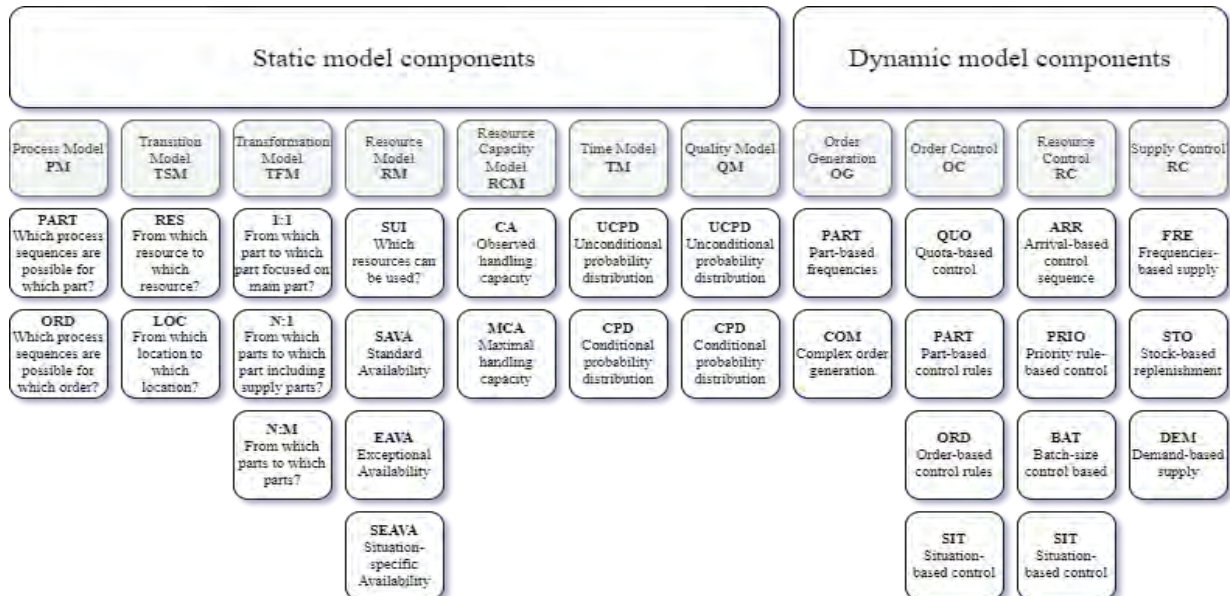 Static model components
Dynamic model components
Process Model
PM
Transition
Model
TSM
Transformation
Model
TFM
Resource
Model
RM
Resource
Capacity
Model
RCM
Time Model
TM
Quality Model
QM
Order
Generation
OG
Order Control
OC
Resource
Control
RC
Supply Control
RC
PART
Which process
sequences are
possible for
which part?
RES
From which
resource to
which
resource?
1:1
From which
part to which
part focused on
main part?
SUI
Which
resources can
be used?
CA
Observed
handling
capacity
UCPD
Unconditional
probability
distribution
UCPD
Unconditional
probability
distribution
PART
Part-based
frequencies
QUO
Quota-based
control
ARR
Arrival-based
control
sequence
FRE
Frequencies-
based supply
ORD
Which process
sequences are
possible for
which order?
LOC
From which
location to
which
location?
N:1
From which
parts to which
part including
supply parts?
SAVA
Standard
Availability
MCA
Maximal
handling
capacity
CPD
Conditional
probability
distribution
CPD
Conditional
probability
distribution
COM
Complex order
generation
PART
Part-based
control rules
PRIO
Priority rule-
based control
STO
Stock-based
replenishment
N:M
From which
parts to which
parts?
EAVA
Exceptional
Availability
ORD
Order-based
control rules
BAT
Batch-size
control based
DEM
Demand-based
supply
SEAVA
Situation-
specific
Availability
SIT
Situation-
based control
SIT
Situation-
based control